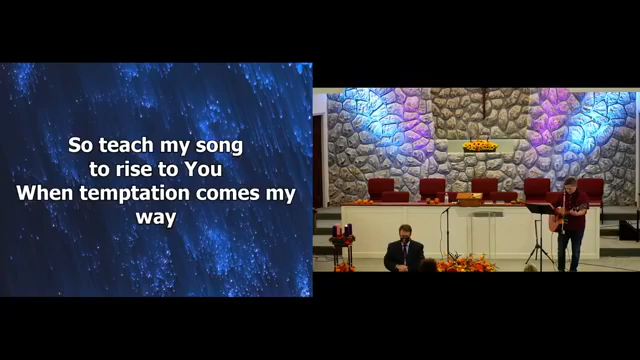 So teach my song
to rise to You
When temptation comes my
way